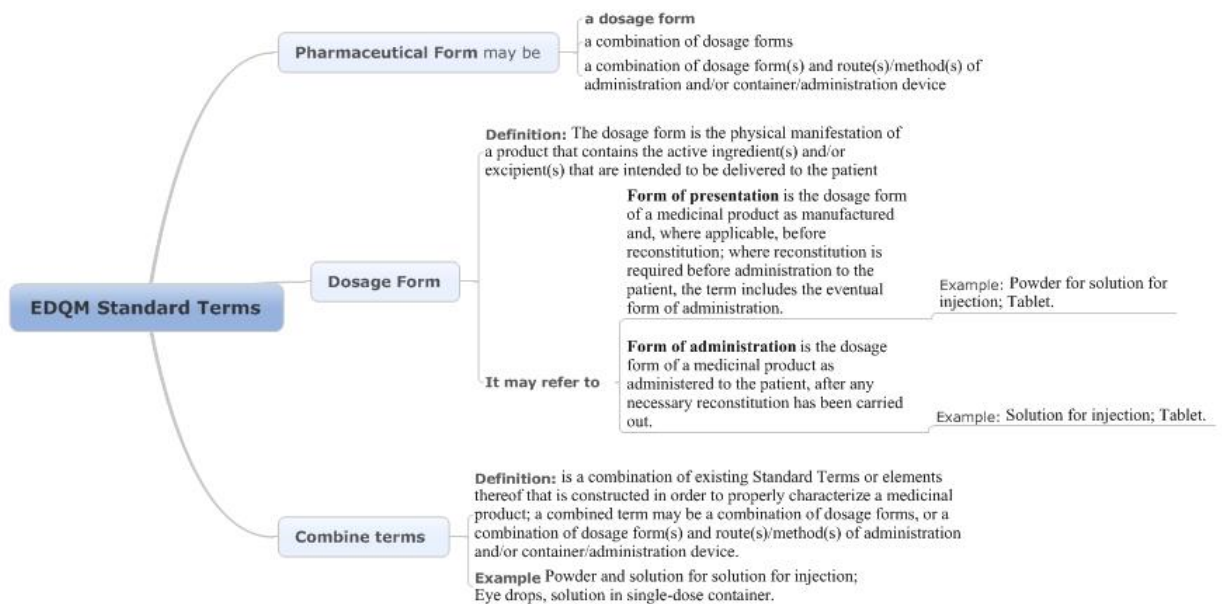 EDQM Standard Terms
Pharmaceutical Form may be
a dosage form
a combination of dosage forms
a combination of dosage form(s) and route(s)/method(s) of
administration and/or container/administration device
Dosage Form
Definition: The dosage form is the physical manifestation of
a product that contains the active ingredient(s) and/or
excipient(s) that are intended to be delivered to the patient
It may refer to
Form of presentation is the dosage form
of a medicinal product as manufactured
and, where applicable, before
reconstitution; where reconstitution is
required before administration to the
patient, the term includes the eventual
form of administration.
Example: Powder for solution for
injection; Tablet.
Form of administration is the dosage
form of a medicinal product as
administered to the patient, after any
necessary reconstitution has been carried
out.
Example: Solution for injection; Tablet.
Combine terms
Definition: is a combination of existing Standard Terms or elements
thereof that is constructed in order to properly characterize a medicinal
product; a combined term may be a combination of dosage forms, or a
combination of dosage form(s) and route(s)/method(s) of administration
and/or container/administration device.
Example Powder and solution for solution for injection;
Eye drops, solution in single-dose container.